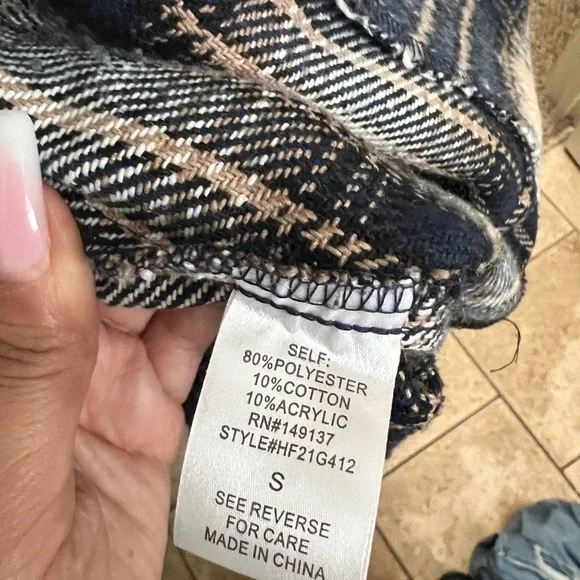 SELF:
80%POLYESTER
10%COTTON
10%ACRYLIC
RN#149137
STYLE#HF21G412
S
SEE REVERSE
FOR CARE
MADE IN CHINA